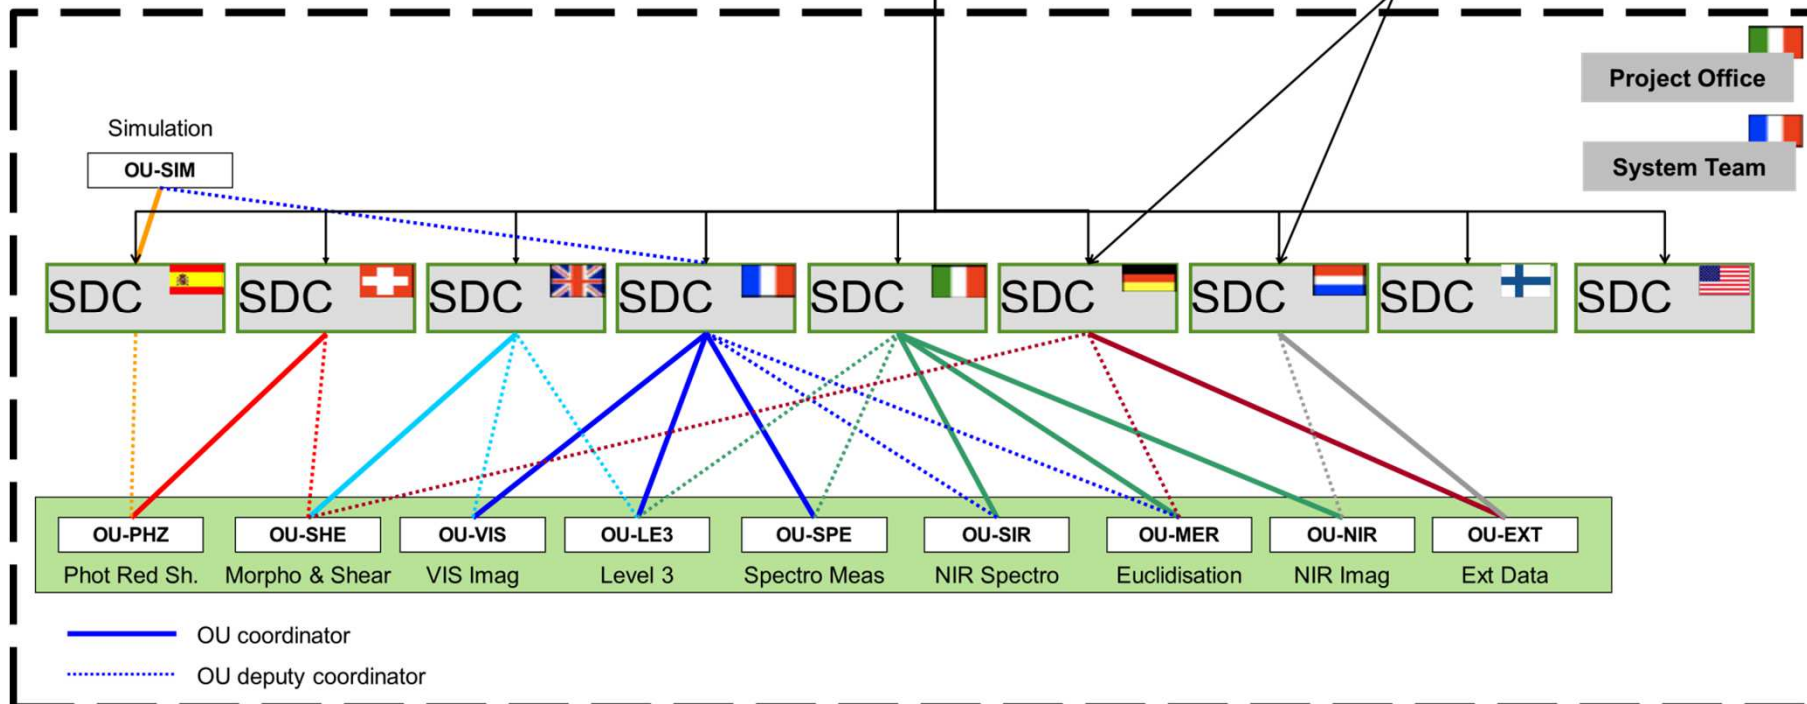 Project Office
Simulation
OU-SIM
System Team
SDC SDC SDC SDC SDC SDC SDC SDC SDC
OU-PHZ OU-SHE OU-VIS OU-LE3 OU-SPE OU-SIR OU-MER OU-NIR OU-EXT
Phot Red Sh. Morpho & Shear VIS Imag Level 3 Spectro Meas NIR Spectro Euclidisation NIR Imag Ext Data
OU coordinator
OU deputy coordinator